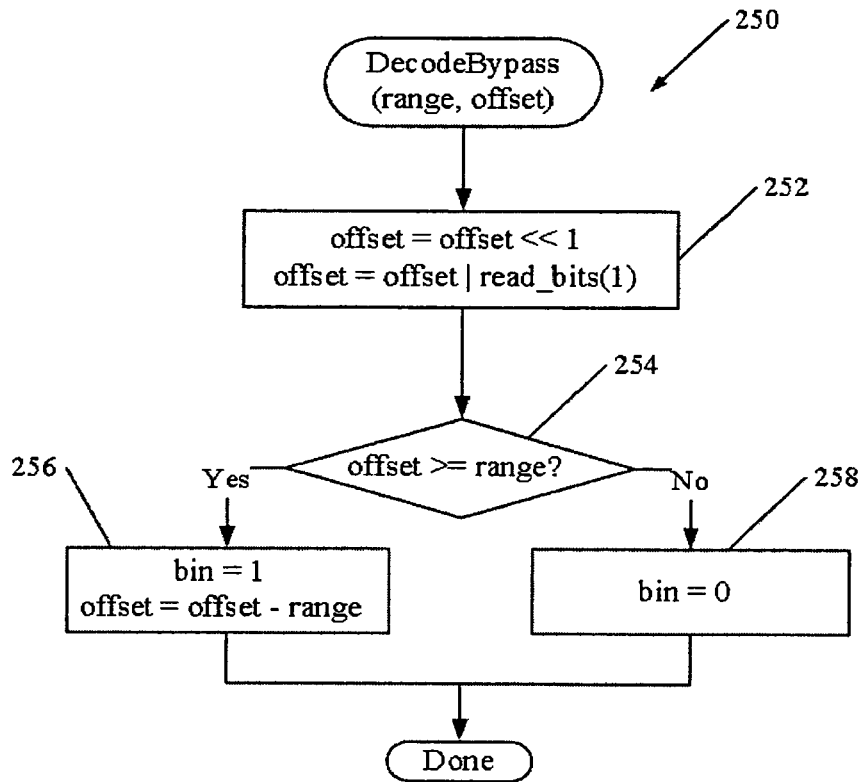 250
DecodeBypass
(range, offset)
252
offset = offset << 1
offset = offset | read_bits(1)
254
offset >= range?
256
Yes
No
258
bin = 1
offset = offset - range
bin = 0
Done